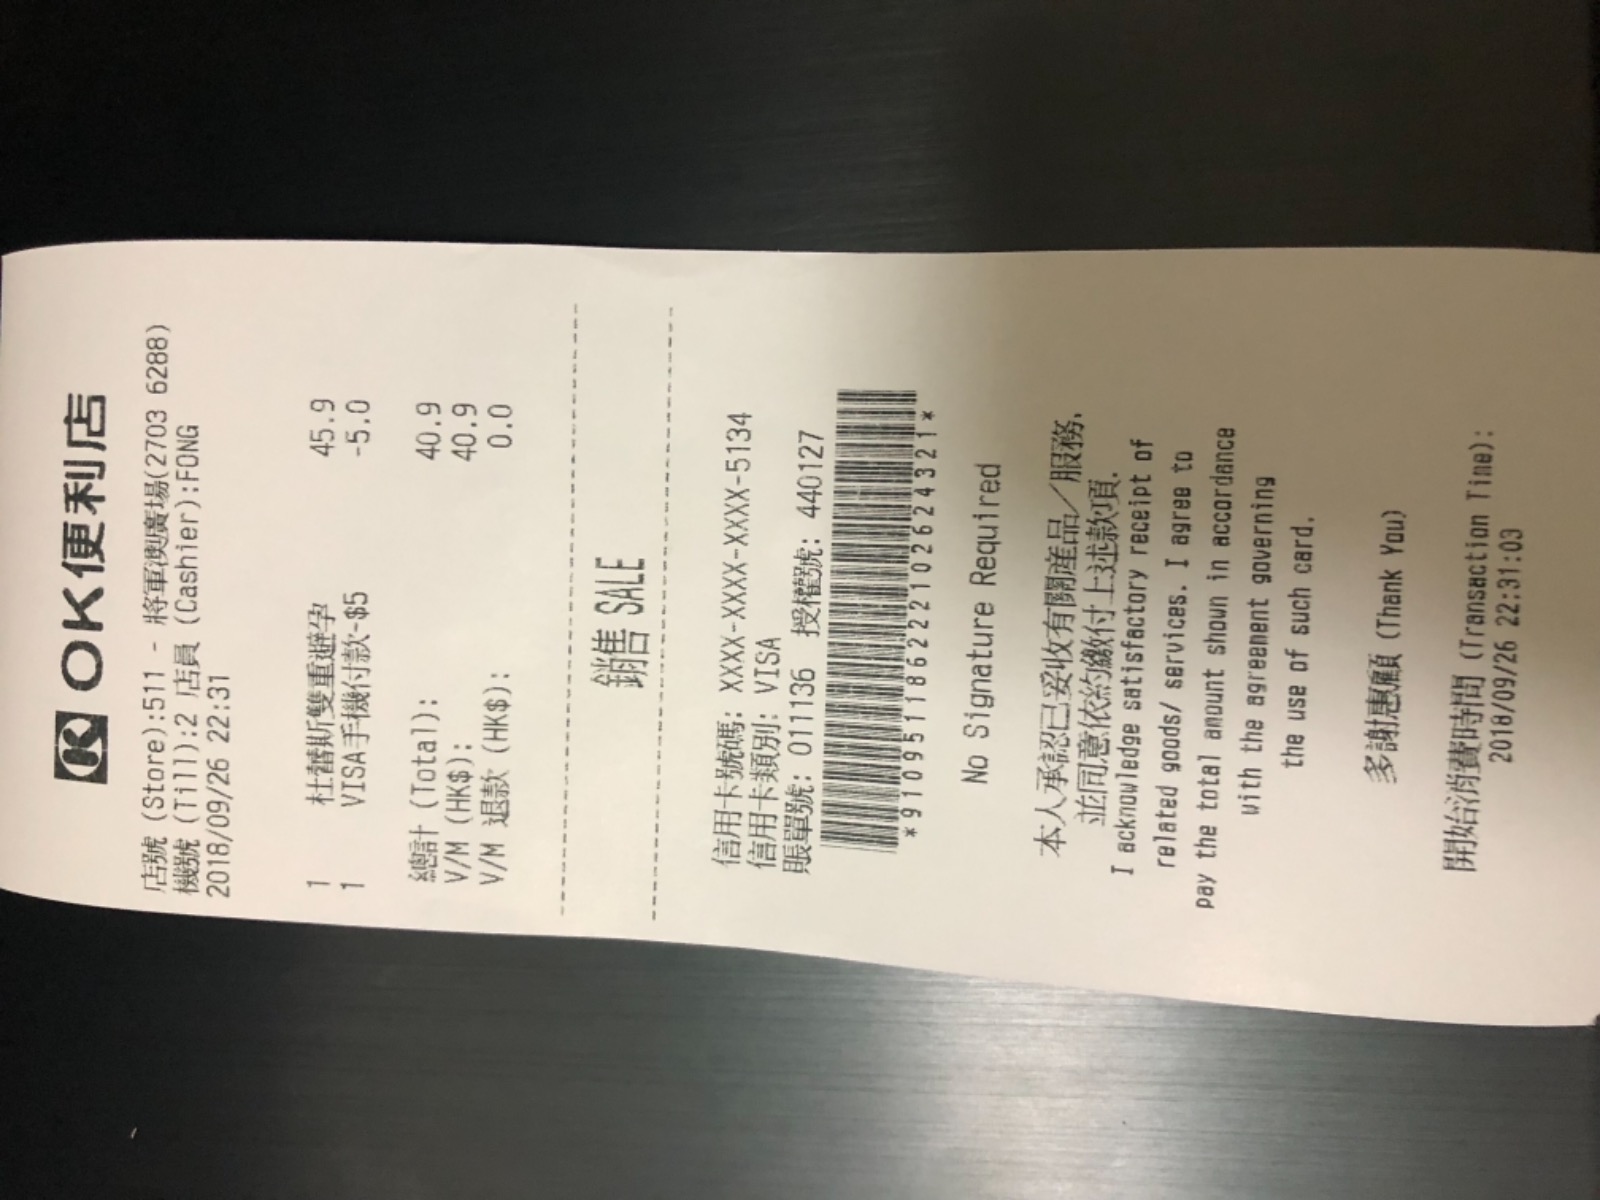 OK便利店
店號 (Store):511 - 將軍澳廣場(2703 6288)
機號 (Till):2 店員 (Cashier):FONG
2018/09/26 22:31
1 杜蕾斯雙重避孕 45.9
1 VISA手機付款-$5 -5.0
總計 (Total): 40.9
V/M (HK$): 40.9
V/M 退款 (HK$): 0.0
銷售 SALE
信用卡號碼: XXXX-XXXX-XXXX-5134
信用卡類別: VISA
賬單號: 011136 授權號: 440127
*9109511862221026243​21*
No Signature Required
本人承認已妥收有關產品/服務,
並同意依約繳付上述款項.
I acknowledge satisfactory receipt of
related goods/ services. I agree to
pay the total amount shown in accordance
with the agreement governing
the use of such card.
多謝惠顧 (Thank You)
開始消費時間 (Transaction Time):
2018/09/26 22:31:03